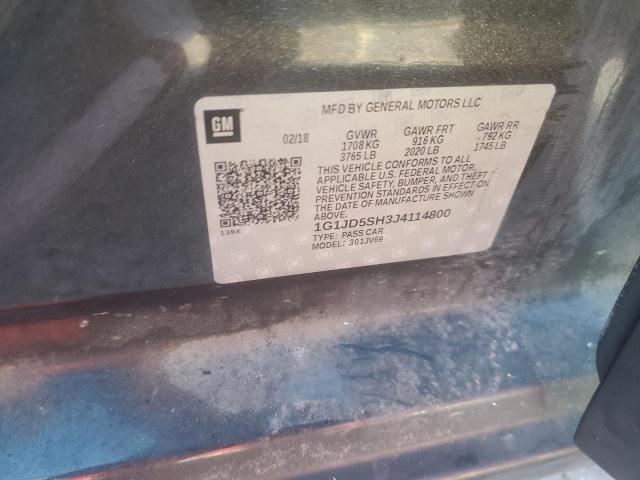 MFD BY GENERAL MOTORS LLC
GM
02/18 GVWR GAWR FRT GAWR RR
1708 KG 916 KG 792 KG
3765 LB 2020 LB 1745 LB
THIS VEHICLE CONFORMS TO ALL
APPLICABLE U.S. FEDERAL MOTOR
VEHICLE SAFETY, BUMPER, AND THEFT
PREVENTION STANDARDS IN EFFECT ON
THE DATE OF MANUFACTURE SHOWN
ABOVE.
139X
1G1JD5SH3J4114800
TYPE: PASS CAR
MODEL: 301JV69